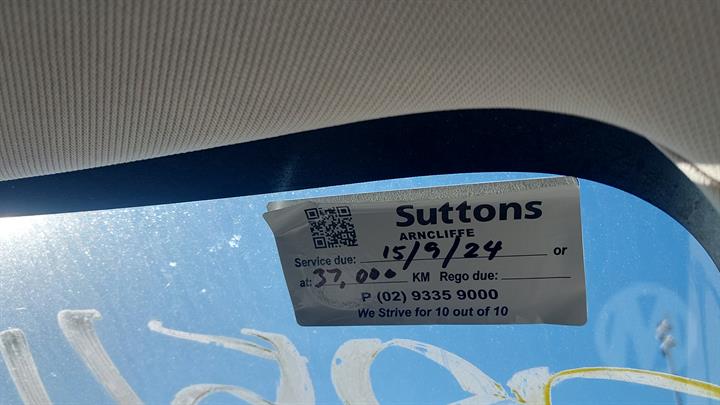 Suttons
ARNCLIFFE
Service due: 15/9/24 or
at: 37,000 KM Rego due:
P (02) 9335 9000
We Strive for 10 out of 10